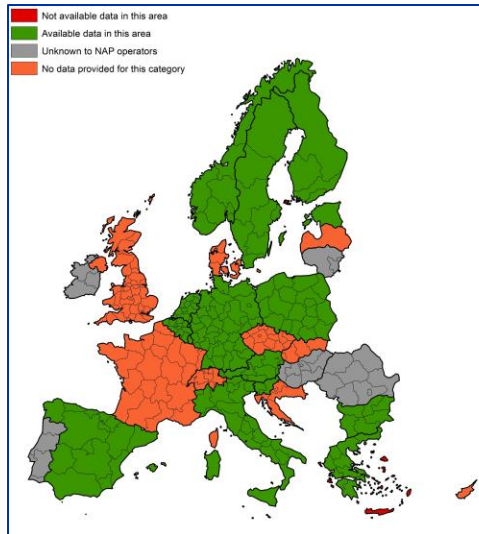 Not available data in this area
Available data in this area
Unknown to NAP operators
No data provided for this category